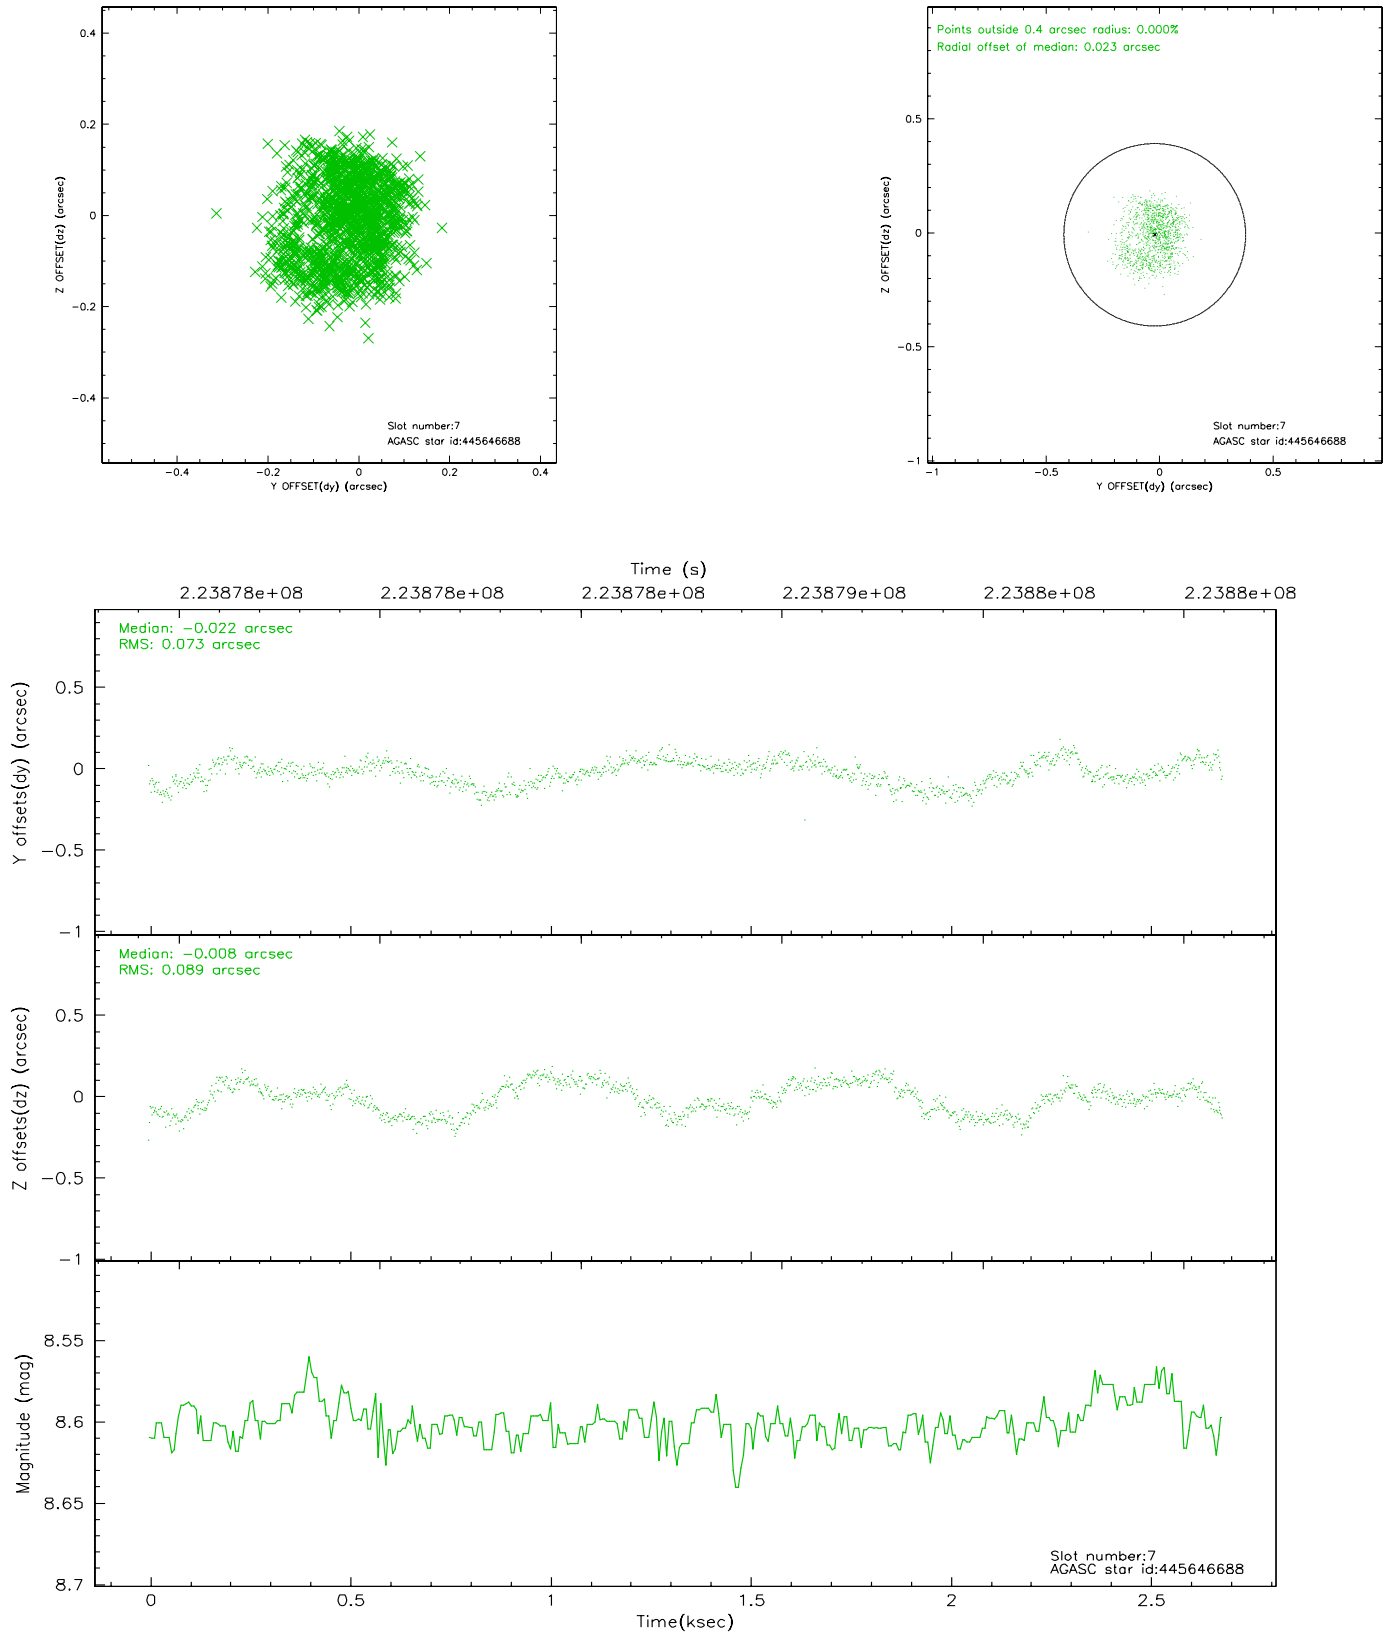 0.4
0.2
0
-0.2
-0.4
Z OFFSET(dz) (arcsec)
Slot number:7
AGASC star id:445646688
-0.4 -0.2 0 0.2 0.4
Y OFFSET(dy) (arcsec)
Points outside 0.4 arcsec radius: 0.000%
Radial offset of median: 0.023 arcsec
0.5
0
-0.5
-1
Z OFFSET(dz) (arcsec)
Slot number:7
AGASC star id:445646688
-1 -0.5 0 0.5
Y OFFSET(dy) (arcsec)
Time (s)
2.23878e+08 2.23878e+08 2.23878e+08 2.23879e+08 2.2388e+08 2.2388e+08
Median: -0.022 arcsec
RMS: 0.073 arcsec
0.5
0
-0.5
-1
Y offsets(dy) (arcsec)
Median: -0.008 arcsec
RMS: 0.089 arcsec
0.5
0
-0.5
-1
Z offsets(dz) (arcsec)
8.55
8.6
8.65
8.7
Magnitude (mag)
Slot number:7
AGASC star id:445646688
0 0.5 1 1.5 2 2.5
Time(ksec)